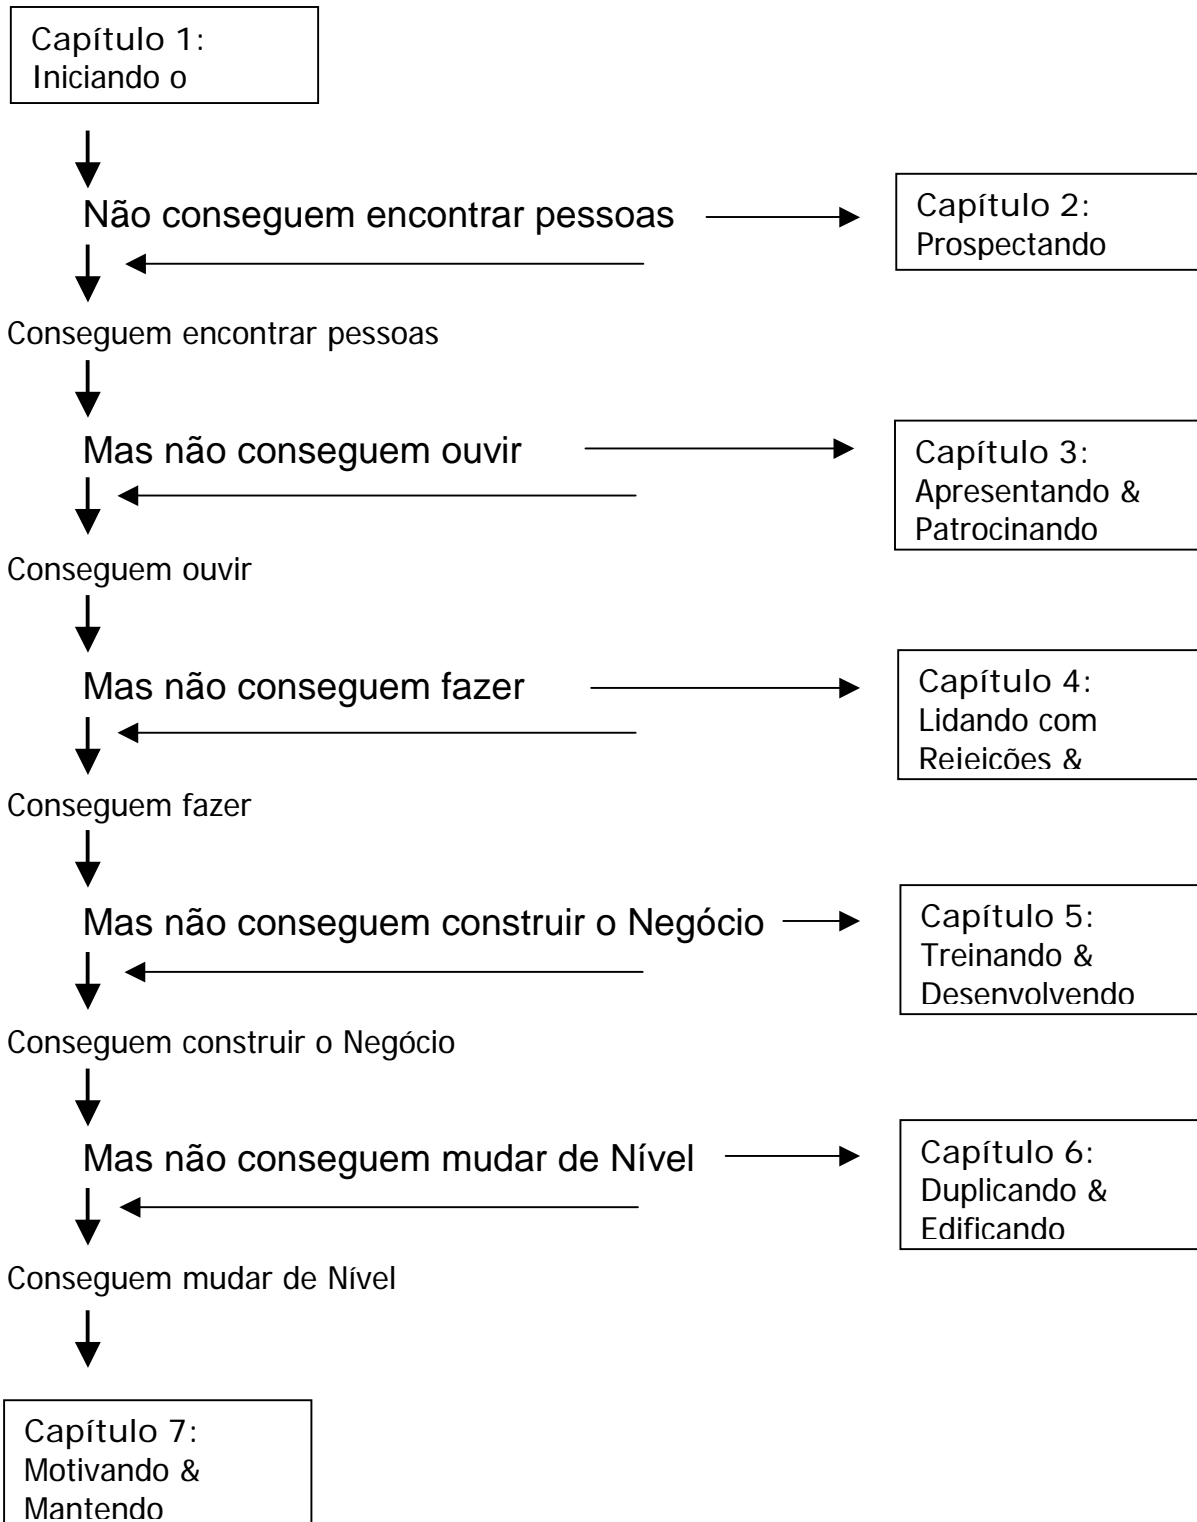 Capítulo 1:
Iniciando o
Não conseguem encontrar pessoas
Capítulo 2:
Prospectando
Conseguem encontrar pessoas
Mas não conseguem ouvir
Capítulo 3:
Apresentando &
Patrocinando
Conseguem ouvir
Mas não conseguem fazer
Capítulo 4:
Lidando com
Rejeições &
Conseguem fazer
Mas não conseguem construir o Negócio
Capítulo 5:
Treinando &
Desenvolvendo
Conseguem construir o Negócio
Mas não conseguem mudar de Nível
Capítulo 6:
Duplicando &
Edificando
Conseguem mudar de Nível
Capítulo 7:
Motivando &
Mantendo